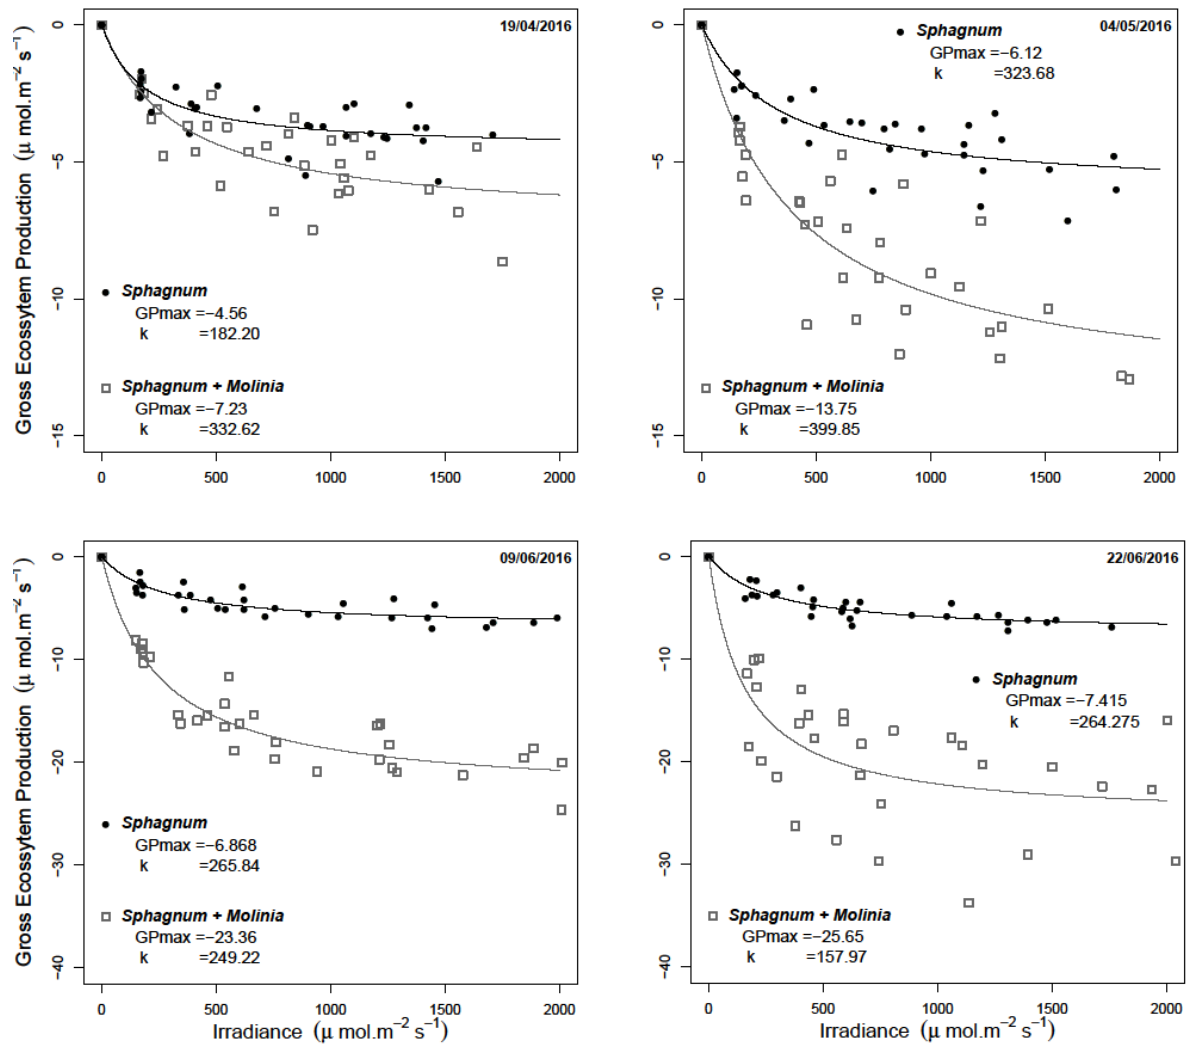 19/04/2016
Gross Ecossytem Production (μ mol.m−2 s−1)
0
−5
−10
−15
Sphagnum
GPmax =−4.56
k =182.20
Sphagnum + Molinia
GPmax =−7.23
k =332.62
0 500 1000 1500 2000
04/05/2016
Sphagnum
GPmax =−6.12
k =323.68
0
−5
−10
−15
Sphagnum + Molinia
GPmax =−13.75
k =399.85
0 500 1000 1500 2000
09/06/2016
Gross Ecossytem Production (μ mol.m−2 s−1)
0
−10
−20
−30
−40
Sphagnum
GPmax =−6.868
k =265.84
Sphagnum + Molinia
GPmax =−23.36
k =249.22
0 500 1000 1500 2000
Irradiance (μ mol.m−2 s−1)
22/06/2016
0
−10
−20
−30
−40
Sphagnum
GPmax =−7.415
k =264.275
Sphagnum + Molinia
GPmax =−25.65
k =157.97
0 500 1000 1500 2000
Irradiance (μ mol.m−2 s−1)